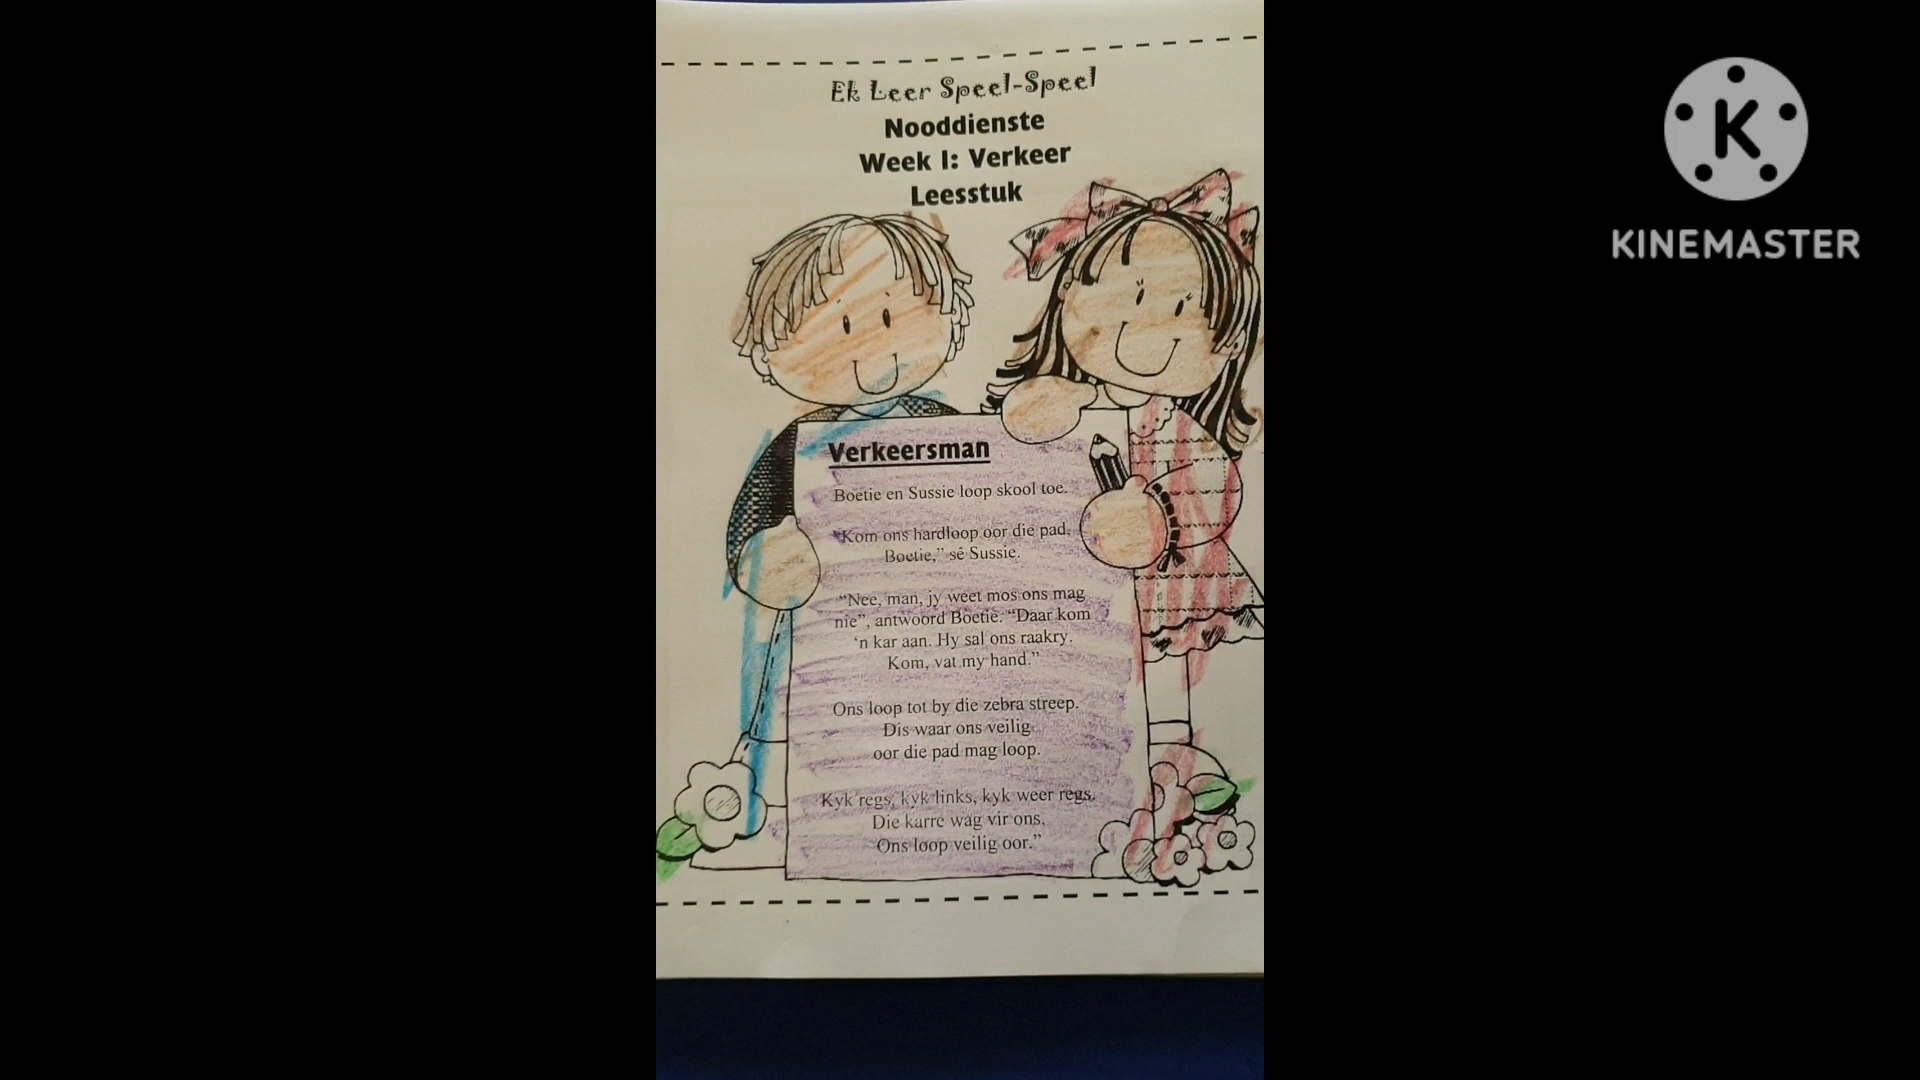 Ek Leer Speel-Speel
Nooddienste
Week 1: Verkeer
Leesstuk
Verkeersman
Boetie en Sussie loop skool toe.
“Kom ons hardloop oor die pad,
Boetie,” sê Sussie.
“Nee, man, jy weet mos ons mag
nie”, antwoord Boetie. “Daar kom
‘n kar aan. Hy sal ons raakry.
Kom, vat my hand.”
Ons loop tot by die zebra streep.
Dis waar ons veilig
oor die pad mag loop.
Kyk regs, kyk links, kyk weer regs.
Die karre wag vir ons.
Ons loop veilig oor.”
K
KINEMASTER